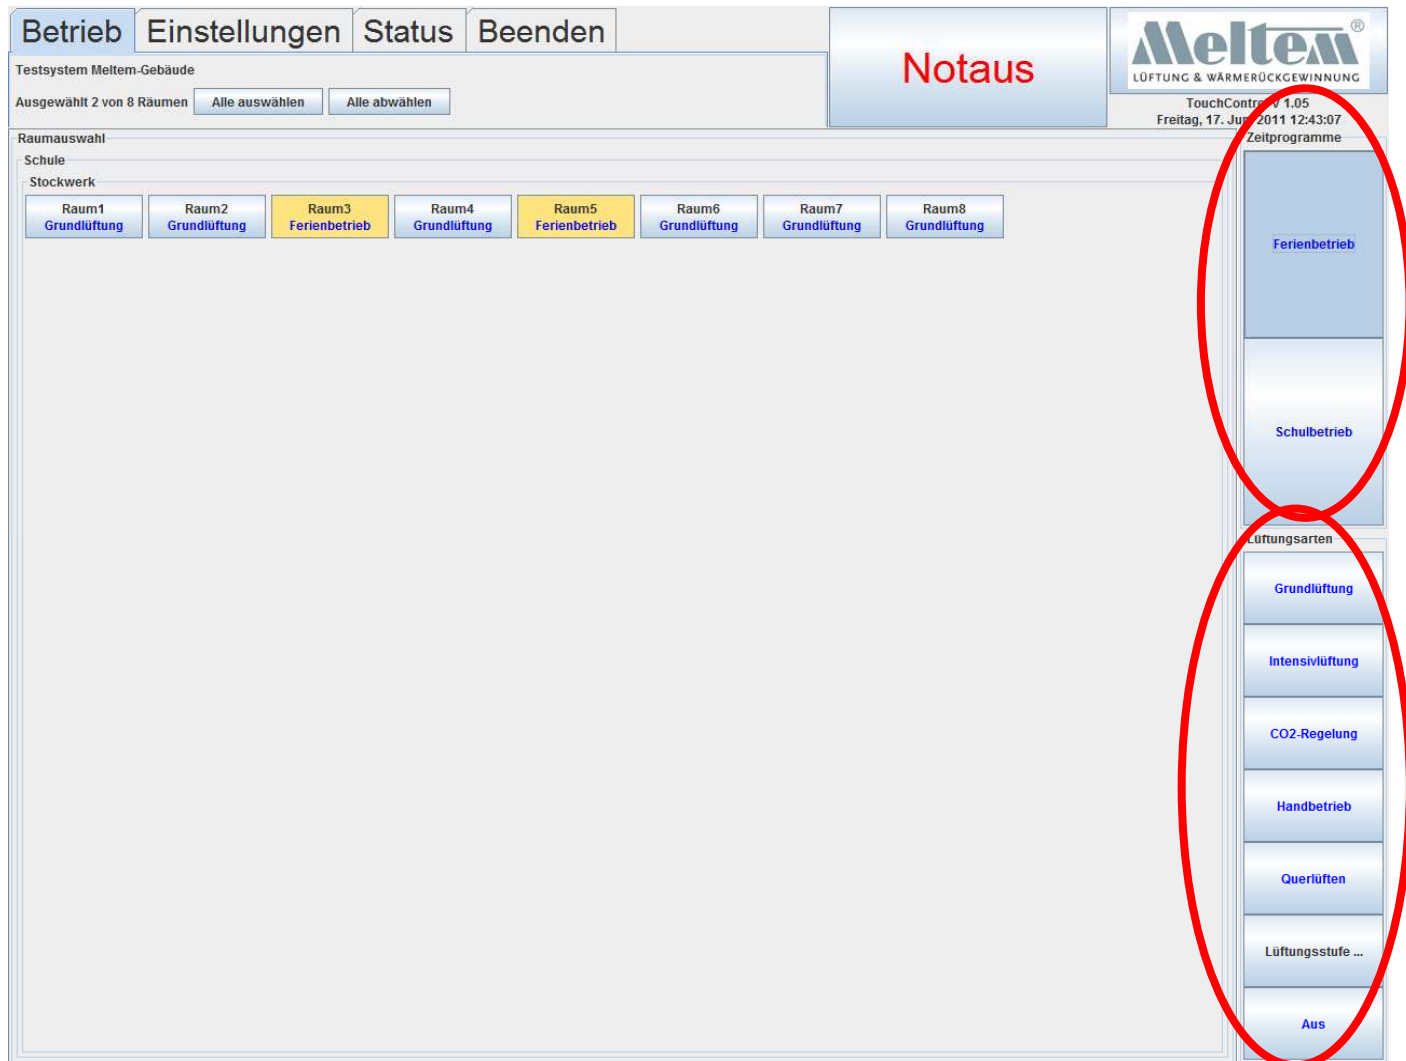 Betrieb Einstellungen Status Beenden
Testsystem Meltem-Gebäude
Ausgewählt 2 von 8 Räumen Alle auswählen Alle abwählen
Notaus
Meltem®
LÜFTUNG & WÄRMERÜCKGEWINNUNG
TouchControl V 1.05
Freitag, 17. Juni 2011 12:43:07
Raumauswahl
Schule
Stockwerk
Raum1 Raum2 Raum3 Raum4 Raum5 Raum6 Raum7 Raum8
Grundlüftung Grundlüftung Ferienbetrieb Grundlüftung Ferienbetrieb Grundlüftung Grundlüftung Grundlüftung
Zeitprogramme
Ferienbetrieb
Schulbetrieb
Lüftungsarten
Grundlüftung
Intensivlüftung
CO2-Regelung
Handbetrieb
Querlüften
Lüftungsstufe ...
Aus